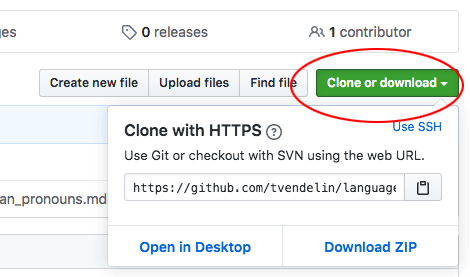 ges
0 releases
1 contributor
Create new file
Upload files
Find file
Clone or download
Clone with HTTPS
Use SSH
Use Git or checkout with SVN using the web URL.
an_pronouns.md
https://github.com/tvendelin/language
Open in Desktop
Download ZIP